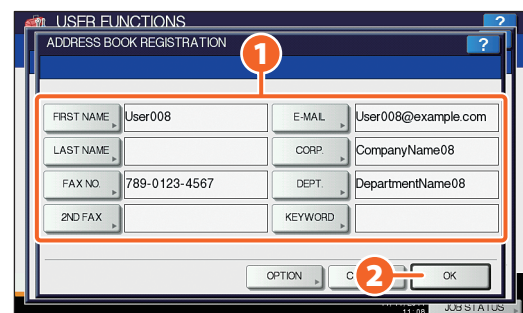 USER FUNCTIONS
?
ADDRESS BOOK REGISTRATION
?
1
FIRST NAME User008 E-MAIL User008@example.com
LAST NAME CORP. CompanyName08
FAX NO. 789-0123-4567 DEPT. DepartmentName08
2ND FAX KEYWORD
OPTION C 2 OK
11:08 JOB STATUS